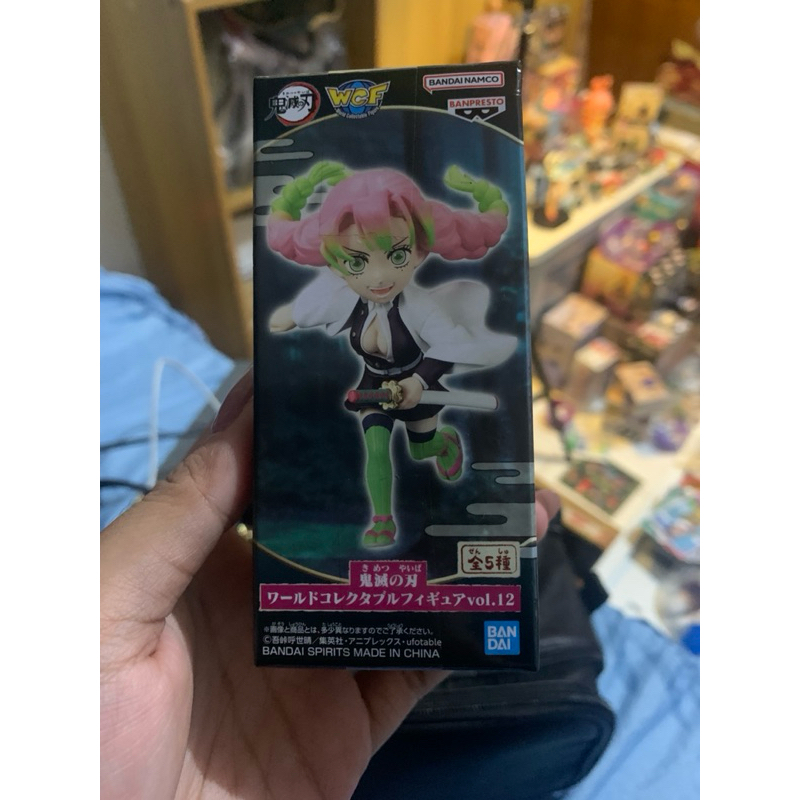 鬼滅の刃
WCF
BANDAI NAMCO
BANPRESTO
ぜん しゅ
全5種
き めつ やいば
鬼滅の刃
ワールドコレクタブルフィギュアvol.12
※画像と商品とは、多少異なりますのでご了承ください。
©吾峠呼世晴/集英社・アニプレックス・ufotable
BANDAI SPIRITS MADE IN CHINA
BAN
DAI